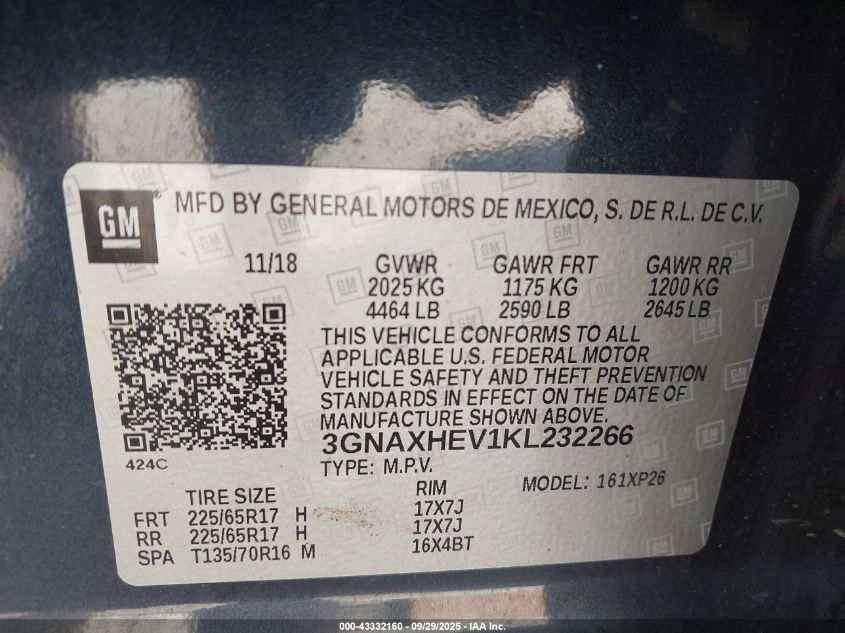 GM ® MFD BY GENERAL MOTORS DE MEXICO, S. DE R.L. DE C.V.
11/18 GVWR GAWR FRT GAWR RR
2025 KG 1175 KG 1200 KG
4464 LB 2590 LB 2645 LB
THIS VEHICLE CONFORMS TO ALL
APPLICABLE U.S. FEDERAL MOTOR
VEHICLE SAFETY AND THEFT PREVENTION
STANDARDS IN EFFECT ON THE DATE OF
MANUFACTURE SHOWN ABOVE.
3GNAXHEV1KL232266
424C
TYPE: M.P.V. MODEL: 161XP26
TIRE SIZE RIM
FRT 225/65R17 H 17X7J
RR 225/65R17 H 17X7J
SPA T135/70R16 M 16X4BT
000-43332160 - 09/29/2025 - IAA Inc.